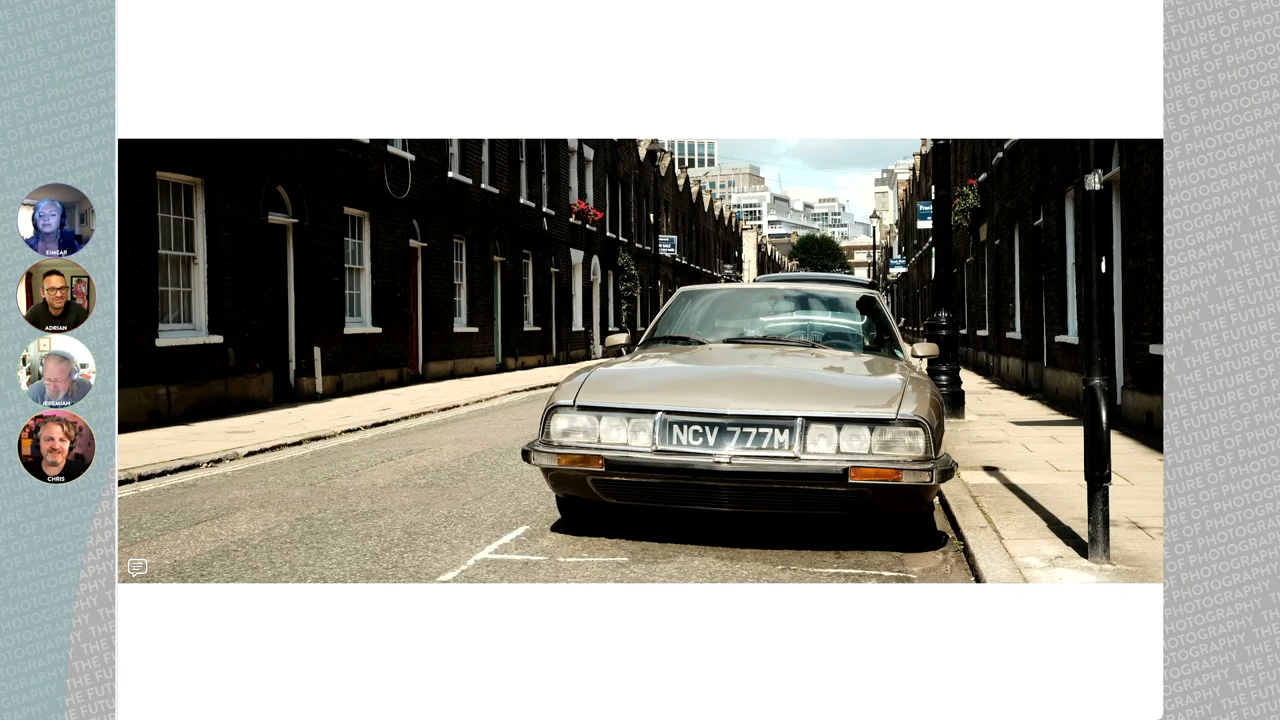 EIMEAR
ADRIAN
JEREMIAH
CHRIS
NCV 777M
THE FUTURE OF PHOTOGRAPHY